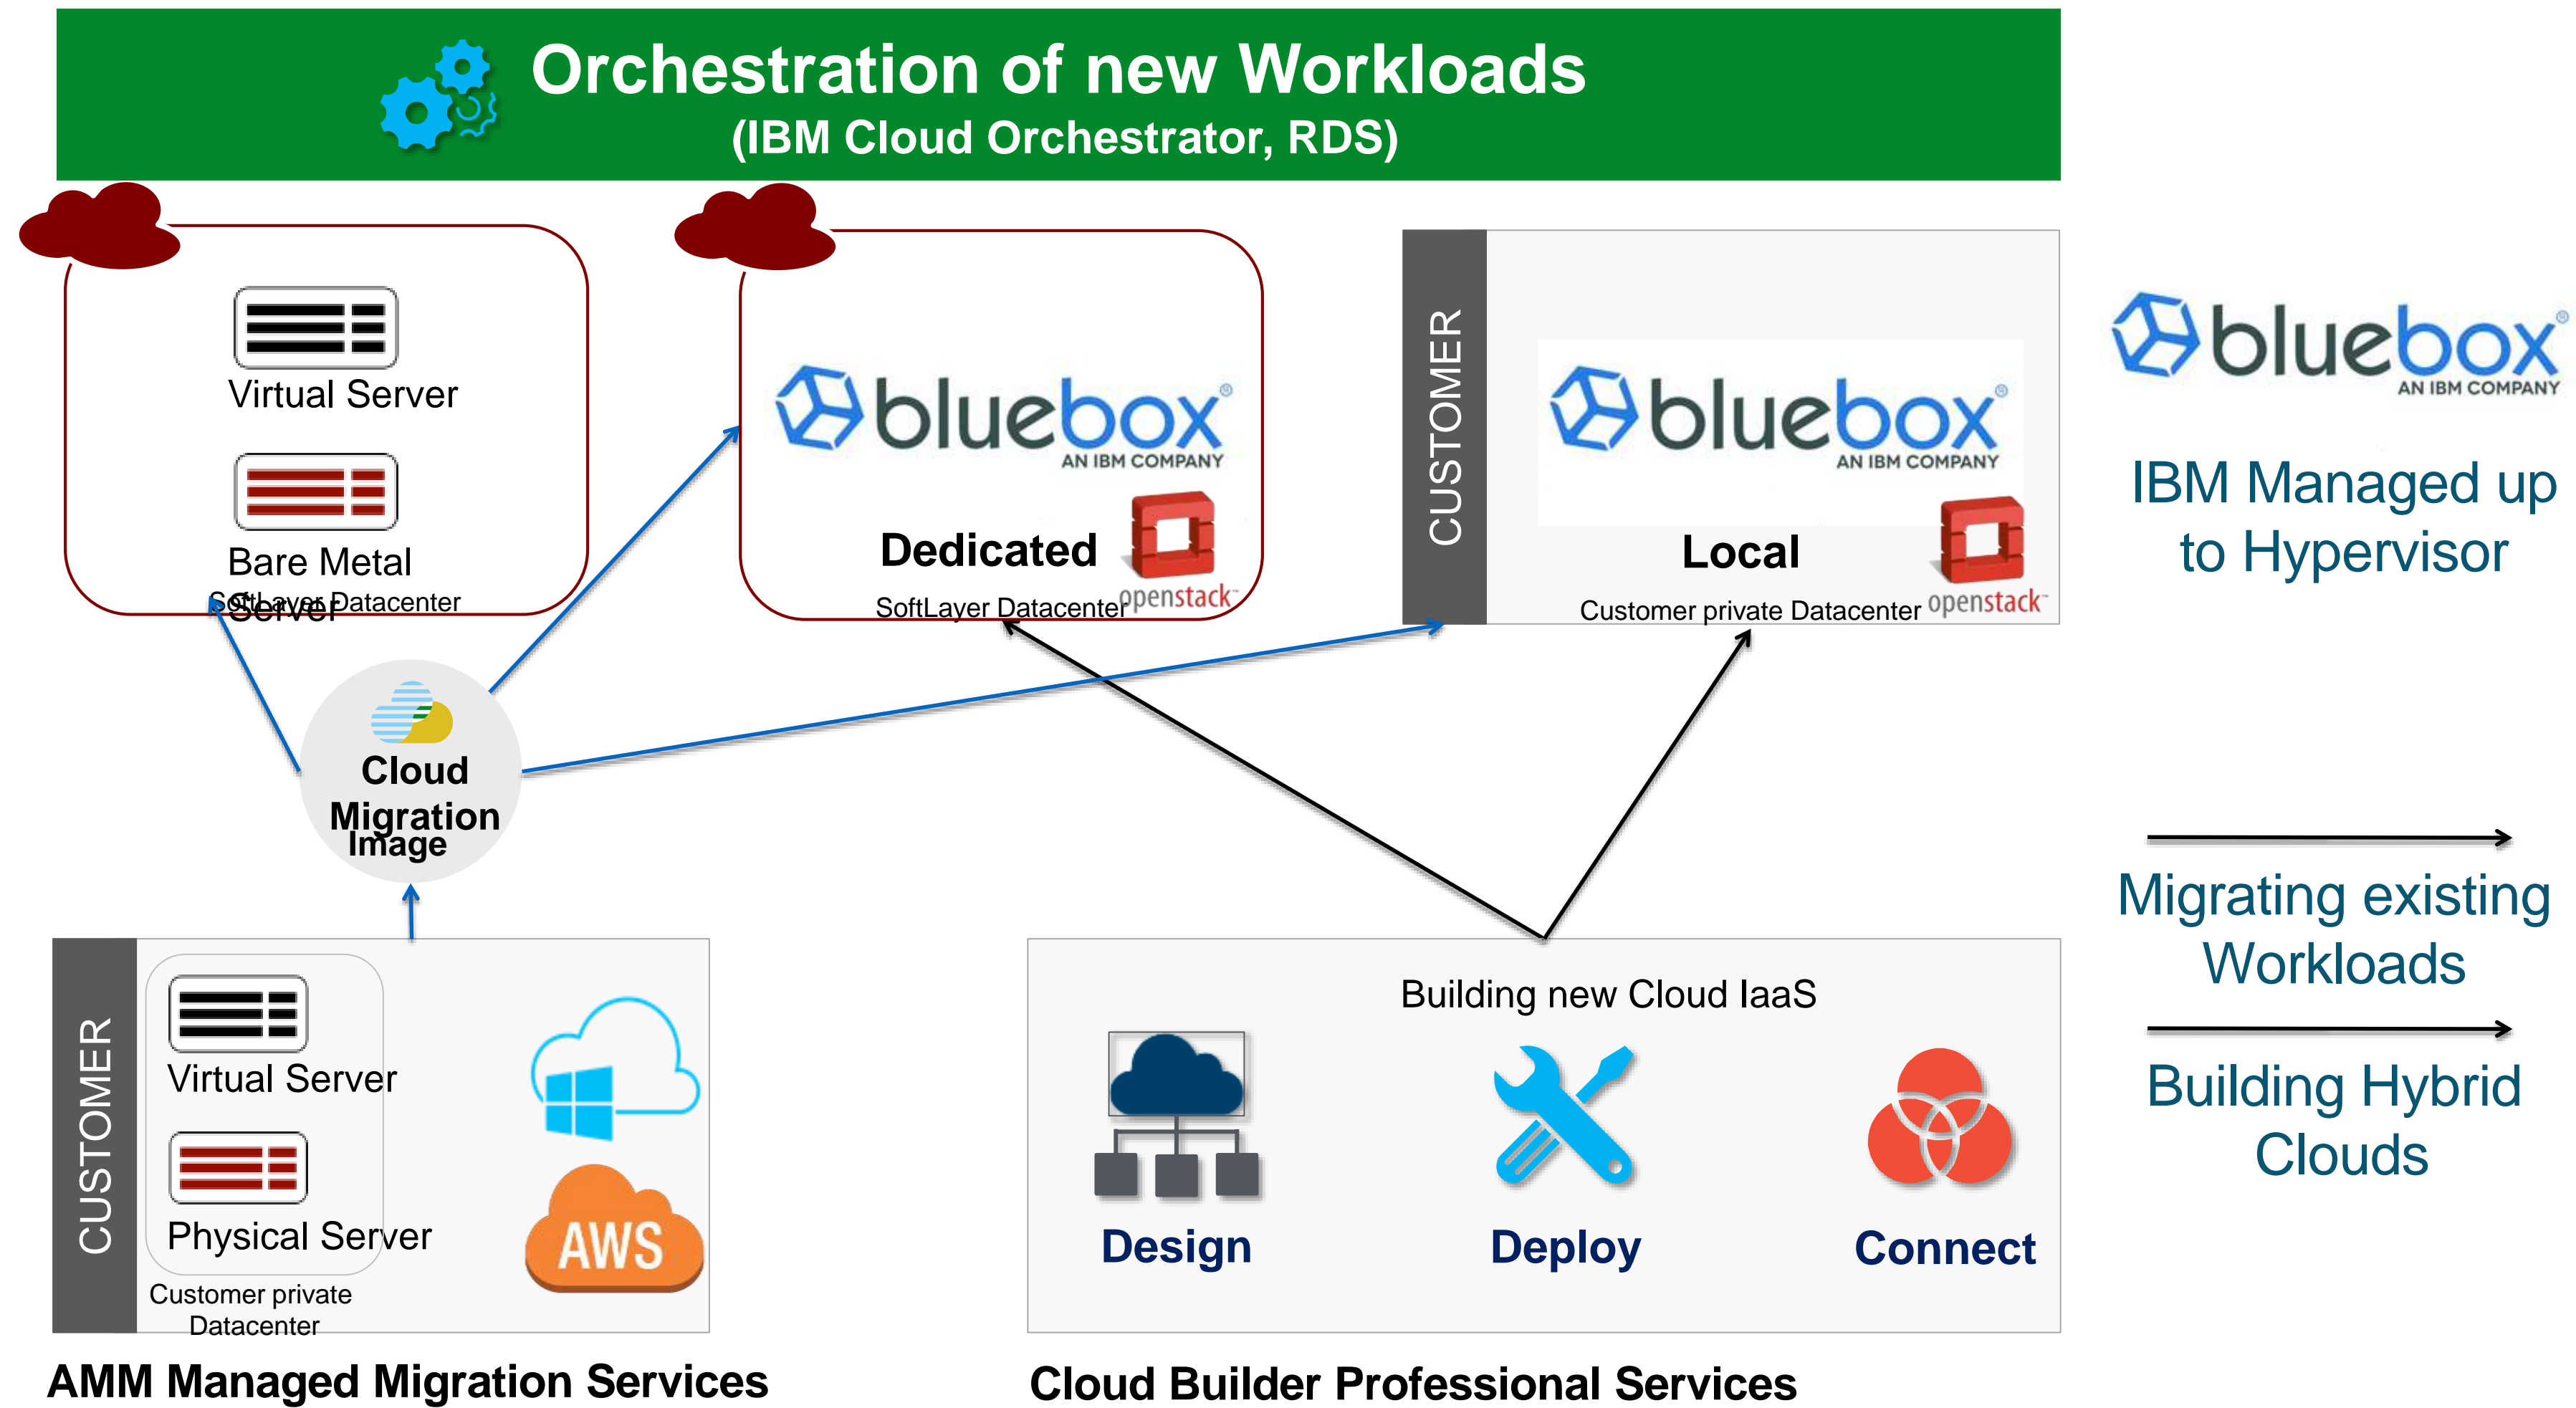 Orchestration of new Workloads
(IBM Cloud Orchestrator, RDS)
Virtual Server
Bare Metal
Server
SoftLayer Datacenter
bluebox®
AN IBM COMPANY
Dedicated
openstack™
SoftLayer Datacenter
CUSTOMER
bluebox®
AN IBM COMPANY
Local
openstack™
Customer private Datacenter
bluebox®
AN IBM COMPANY
IBM Managed up
to Hypervisor
Cloud
Migration
Image
Migrating existing
Workloads
Building Hybrid
Clouds
CUSTOMER
Virtual Server
Physical Server
Customer private
Datacenter
AWS
AMM Managed Migration Services
Building new Cloud IaaS
Design
Deploy
Connect
Cloud Builder Professional Services